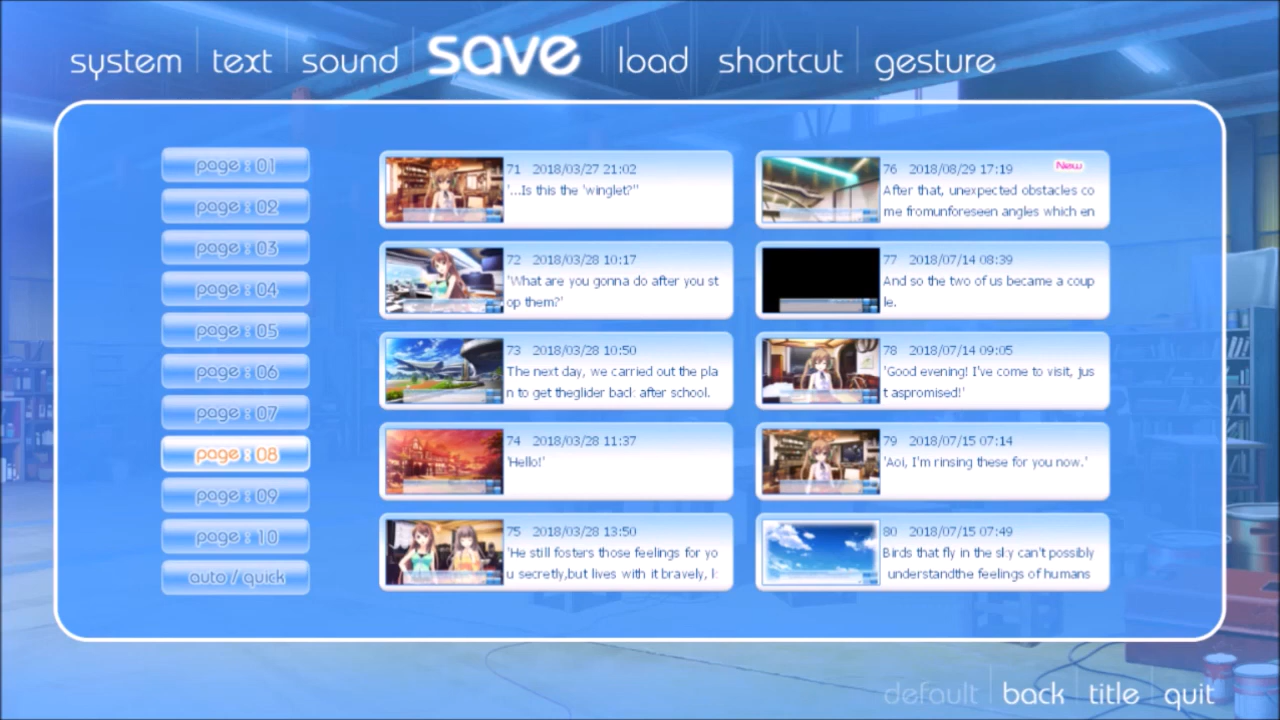 system text sound save load shortcut gesture
page : 01
page : 02
page : 03
page : 04
page : 05
page : 06
page : 07
page : 08
page : 09
page : 10
auto / quick
71 2018/03/27 21:02
'...Is this the 'winglet?''
72 2018/03/28 10:17
'What are you gonna do after you st
op them?'
73 2018/03/28 10:50
The next day, we carried out the pla
n to get theglider back after school.
74 2018/03/28 11:37
'Hello!'
75 2018/03/28 13:50
'He still fosters those feelings for yo
u secretly,but lives with it bravely, I:
76 2018/08/29 17:19 New
After that, unexpected obstacles co
me fromunforeseen angles which en
77 2018/07/14 08:39
And so the two of us became a coup
le.
78 2018/07/14 09:05
'Good evening! I've come to visit, jus
t aspromised!'
79 2018/07/15 07:14
'Aoi, I'm rinsing these for you now.'
80 2018/07/15 07:49
Birds that fly in the sky can't possibly
understandthe feelings of humans
default back title quit